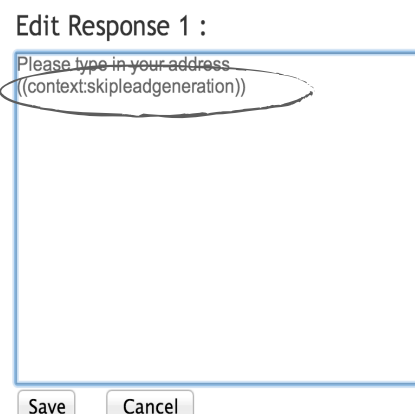 Edit Response 1 :
Please type in your address
((context:skipleadgeneration))
Save
Cancel